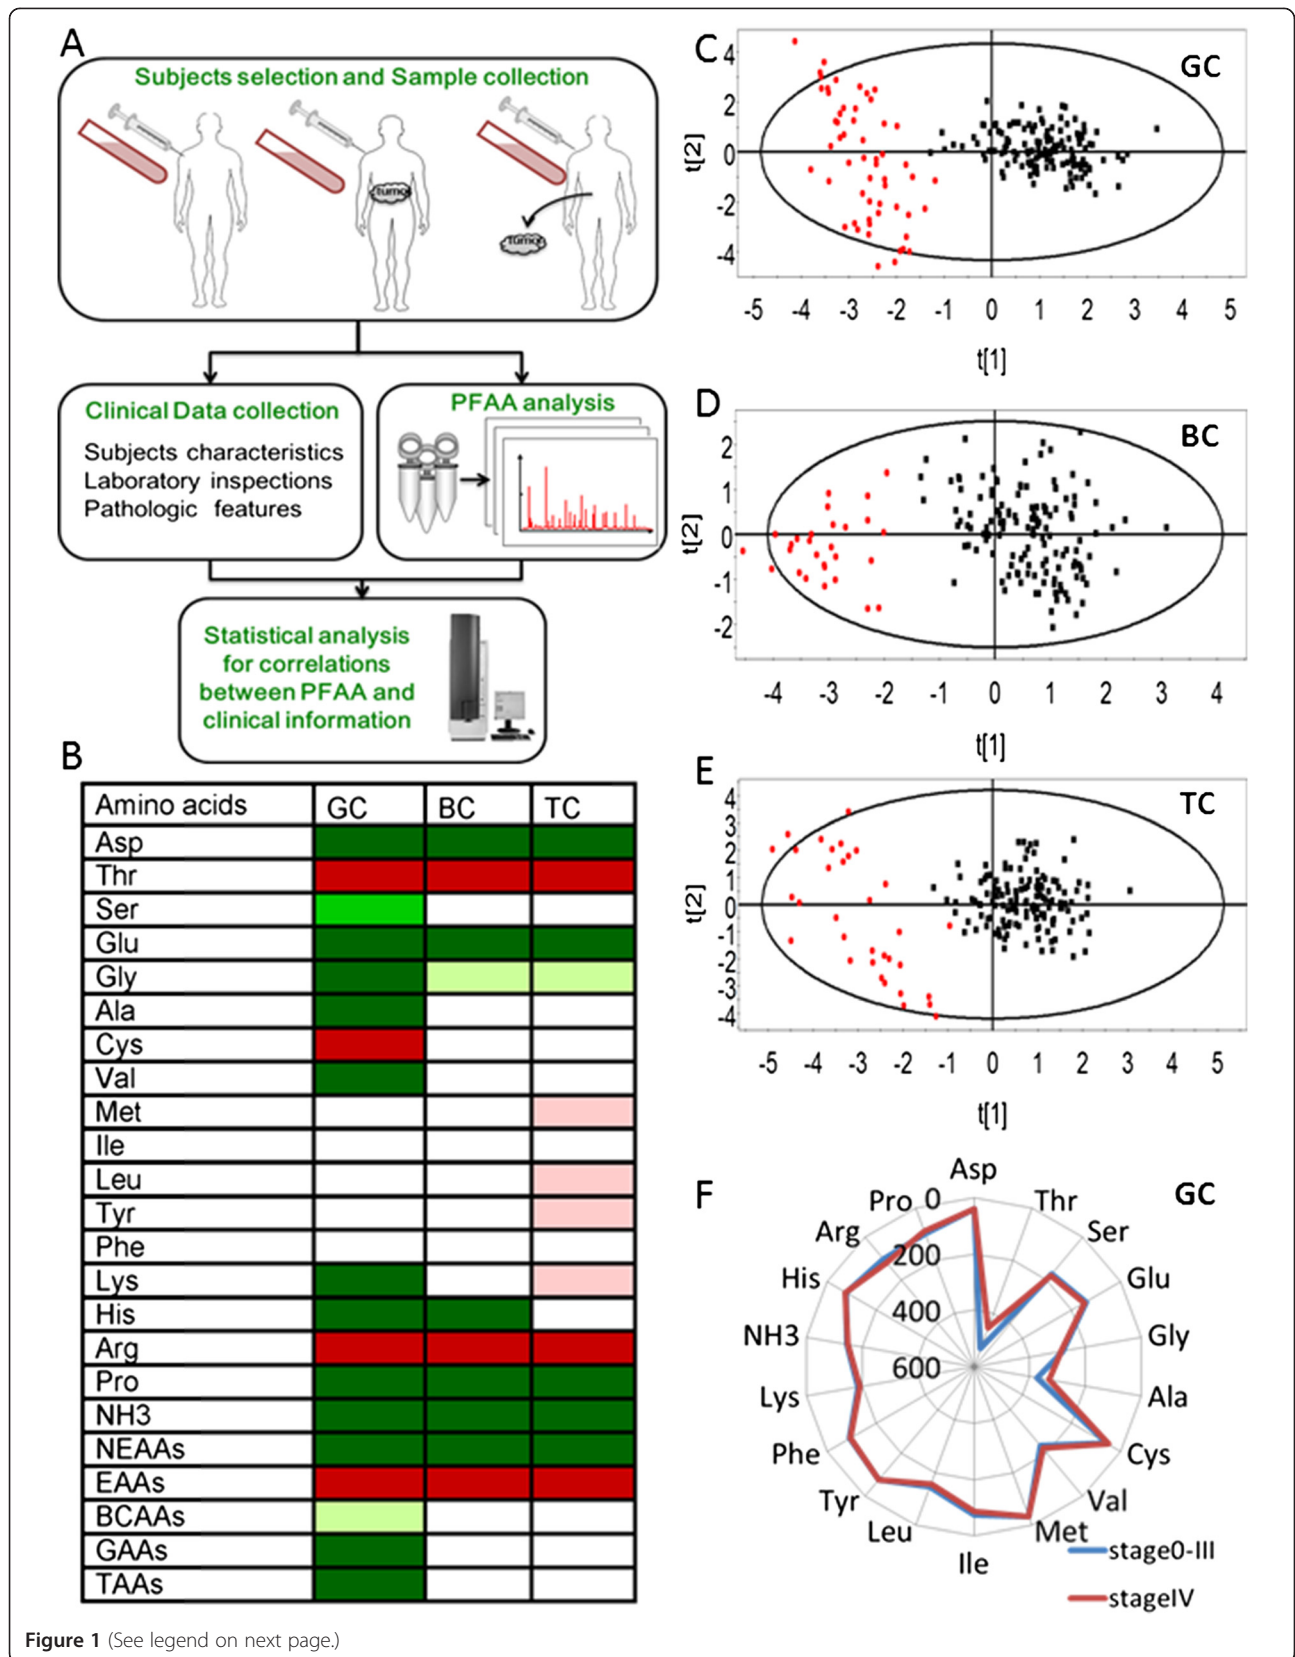 A
Subjects selection and Sample collection
tumor
tumor
Clinical Data collection
Subjects characteristics
Laboratory inspections
Pathologic features
PFAA analysis
Statistical analysis
for correlations
between PFAA and
clinical information
B
Amino acids GC BC TC
Asp
Thr
Ser
Glu
Gly
Ala
Cys
Val
Met
Ile
Leu
Tyr
Phe
Lys
His
Arg
Pro
NH3
NEAAs
EAAs
BCAAs
GAAs
TAAs
C
GC
t[2]
4
2
0
-2
-4
-5 -4 -3 -2 -1 0 1 2 3 4 5
t[1]
D
BC
t[2]
2
1
0
-1
-2
-4 -3 -2 -1 0 1 2 3 4
t[1]
E
TC
t[2]
4
3
2
1
0
-1
-2
-3
-4
-5 -4 -3 -2 -1 0 1 2 3 4 5
t[1]
F
GC
Asp
Thr
Ser
Glu
Gly
Ala
Cys
Val
Met
Ile
Leu
Tyr
Phe
Lys
NH3
His
Arg
Pro
0
200
400
600
stage0-III
stageIV
Figure 1 (See legend on next page.)